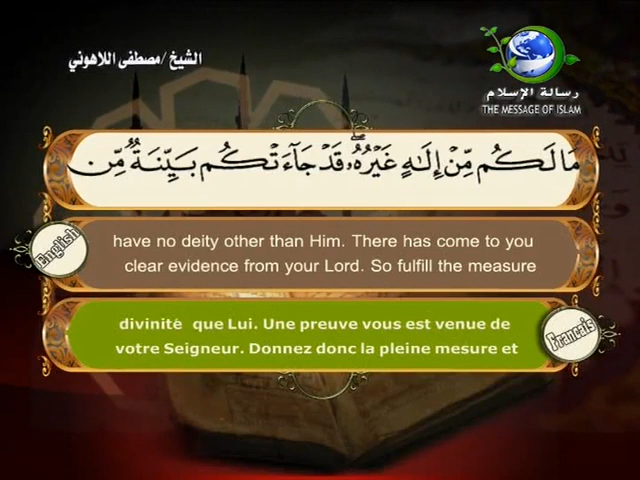 الشيخ / مصطفى اللاهوني
رسالة الإسلام
THE MESSAGE OF ISLAM
مَا لَكُم مِّنْ إِلَٰهٍ غَيْرُهُۥۖ قَدْ جَآءَتْكُم بَيِّنَةٌ مِّن
English
have no deity other than Him. There has come to you
clear evidence from your Lord. So fulfill the measure
divinité que Lui. Une preuve vous est venue de
votre Seigneur. Donnez donc la pleine mesure et
Francais